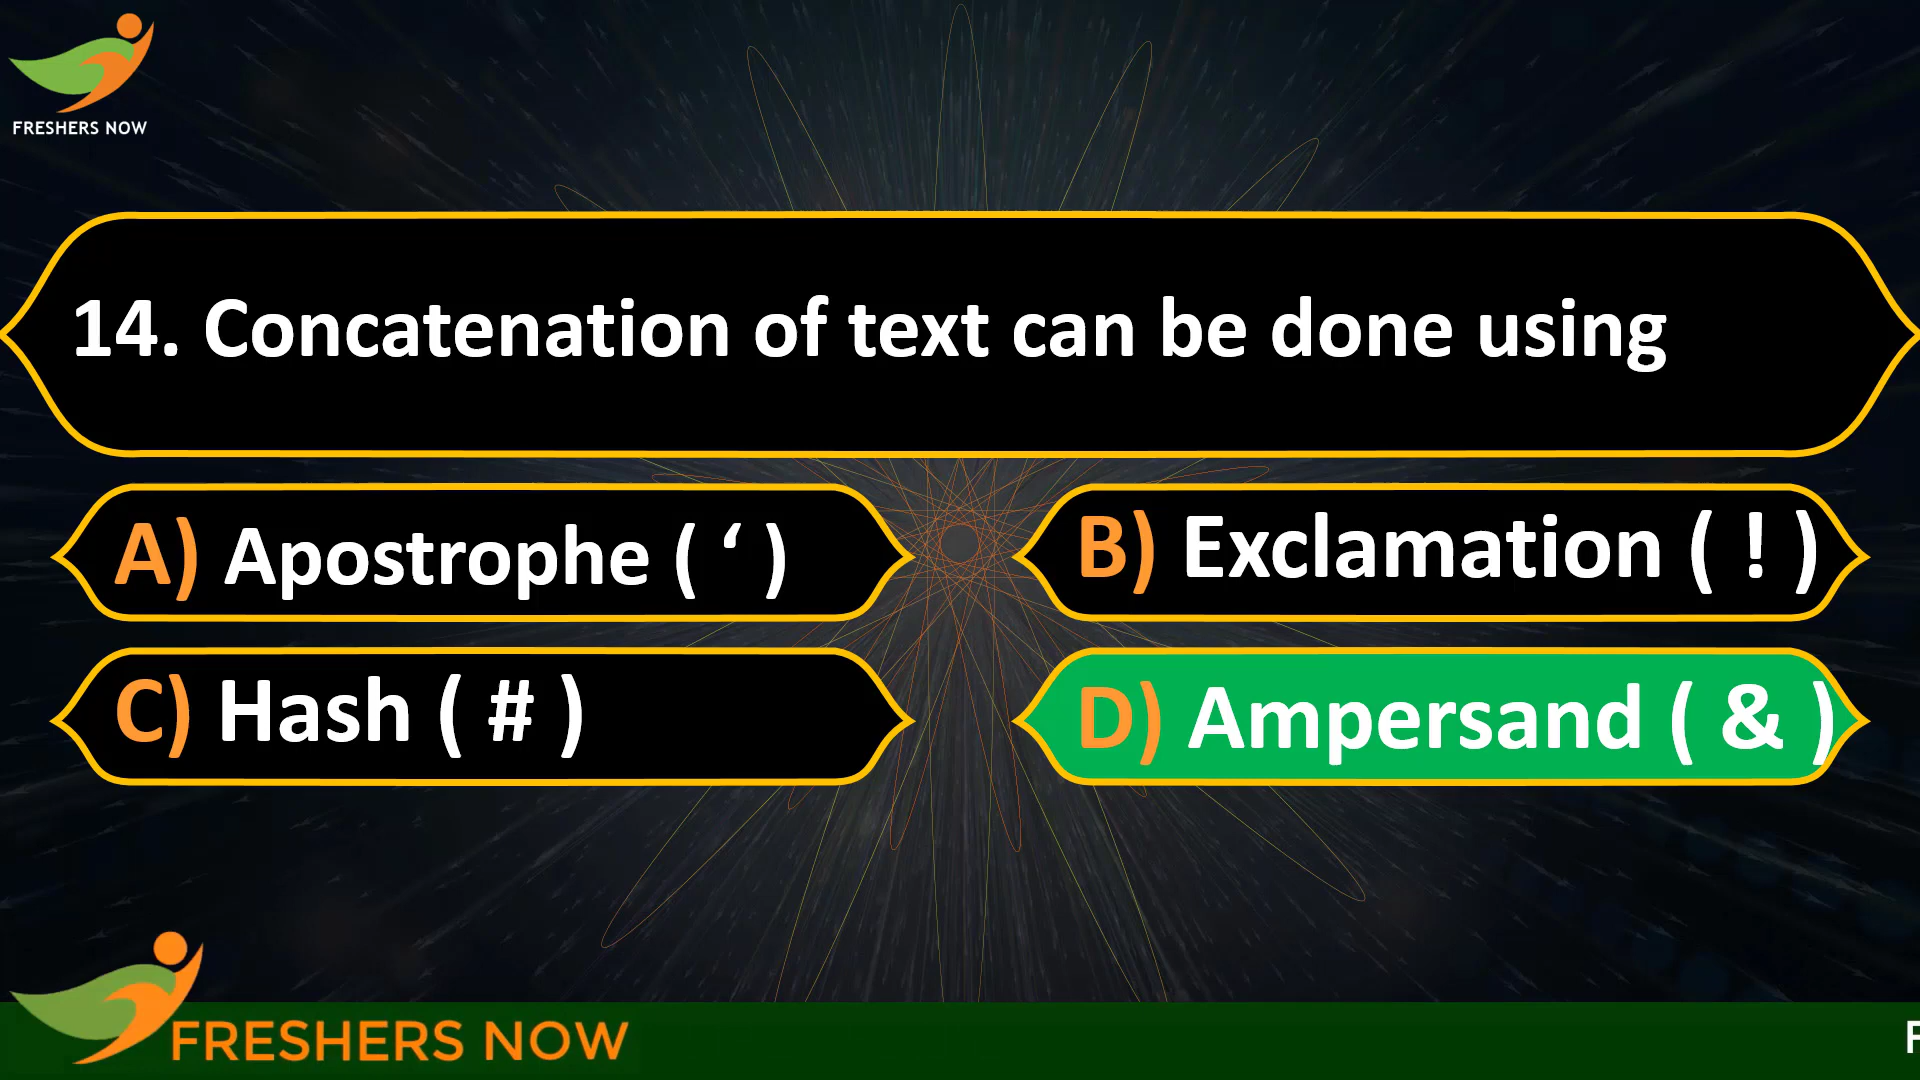 FRESHERS NOW
14. Concatenation of text can be done using
A) Apostrophe ( ‘ )
B) Exclamation ( ! )
C) Hash ( # )
D) Ampersand ( & )
FRESHERS NOW